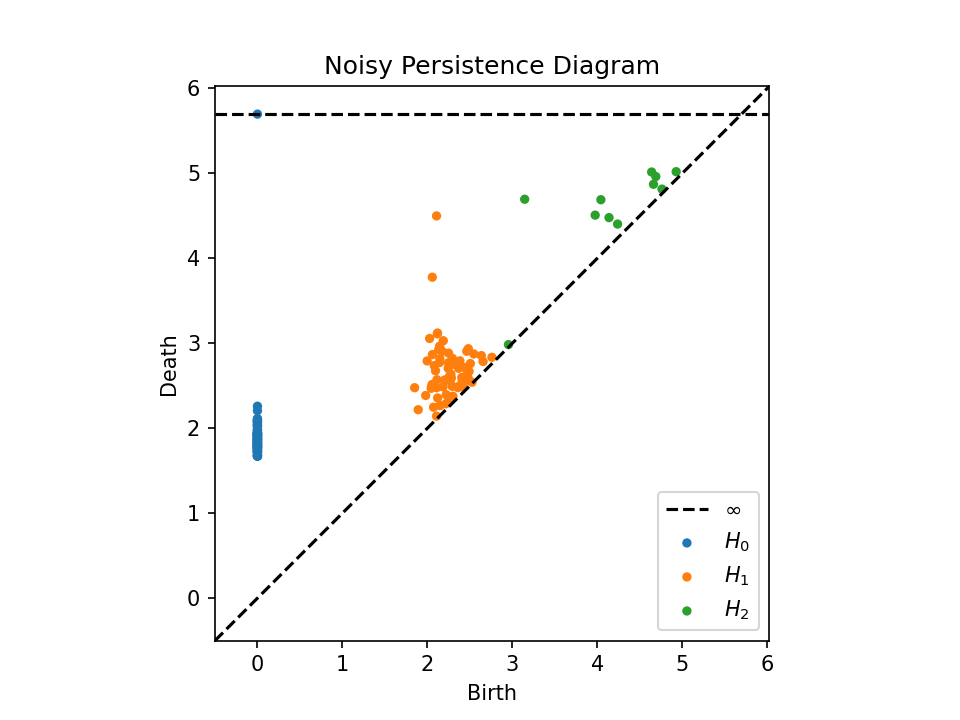 Noisy Persistence Diagram
Death
6
5
4
3
2
1
0
0 1 2 3 4 5 6
Birth
∞
H₀
H₁
H₂